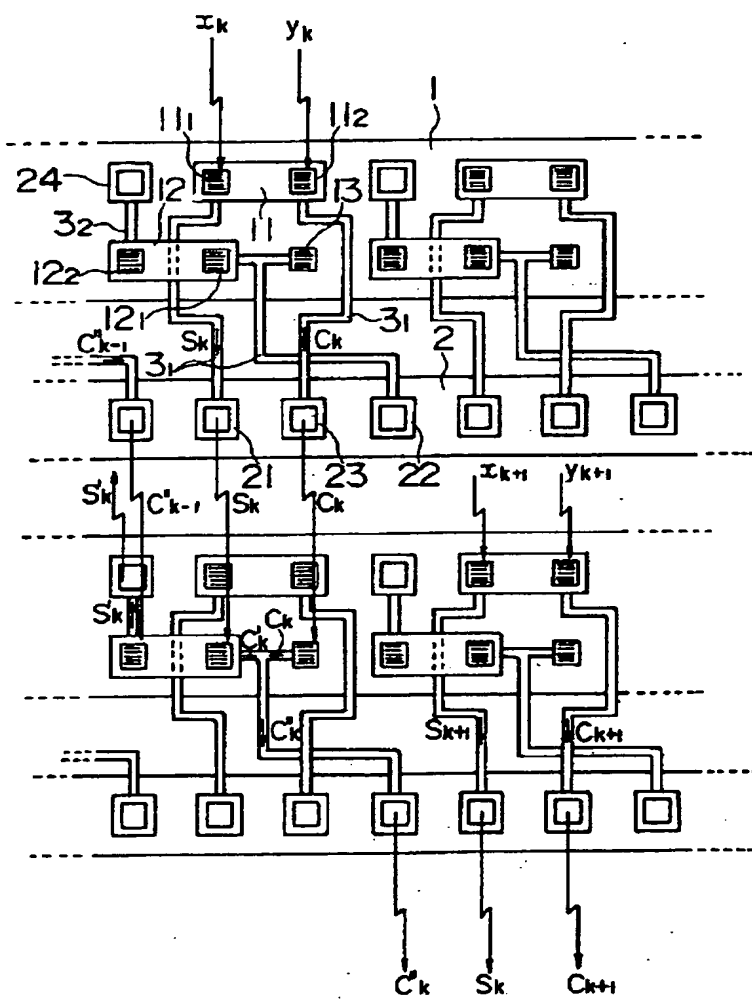 xk yk
1
11₁ 11₂
24 12 13
3₂ 11
12₂
12₁ 3₁
C"k-1 Sk Ck 2
3₁
21 23 22
S'k C"k-1 Sk Ck xk+1 yk+1
S'k C'k Ck
C"k Sk+1 Ck+1
C"k Sk Ck+1